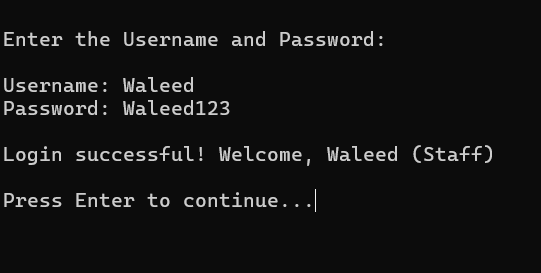 Enter the Username and Password:
Username: Waleed
Password: Waleed123
Login successful! Welcome, Waleed (Staff)
Press Enter to continue...